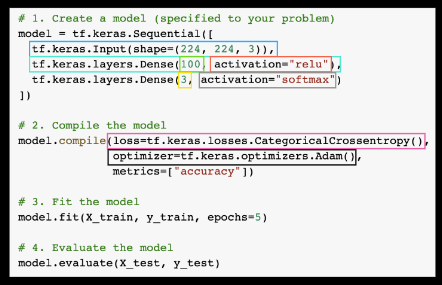 # 1. Create a model (specified to your problem)
model = tf.keras.Sequential([
tf.keras.Input(shape=(224, 224, 3)),
tf.keras.layers.Dense(100, activation="relu"),
tf.keras.layers.Dense(3, activation="softmax")
])
# 2. Compile the model
model.compile(loss=tf.keras.losses.CategoricalCrossentropy(),
optimizer=tf.keras.optimizers.Adam(),
metrics=["accuracy"])
# 3. Fit the model
model.fit(X_train, y_train, epochs=5)
# 4. Evaluate the model
model.evaluate(X_test, y_test)